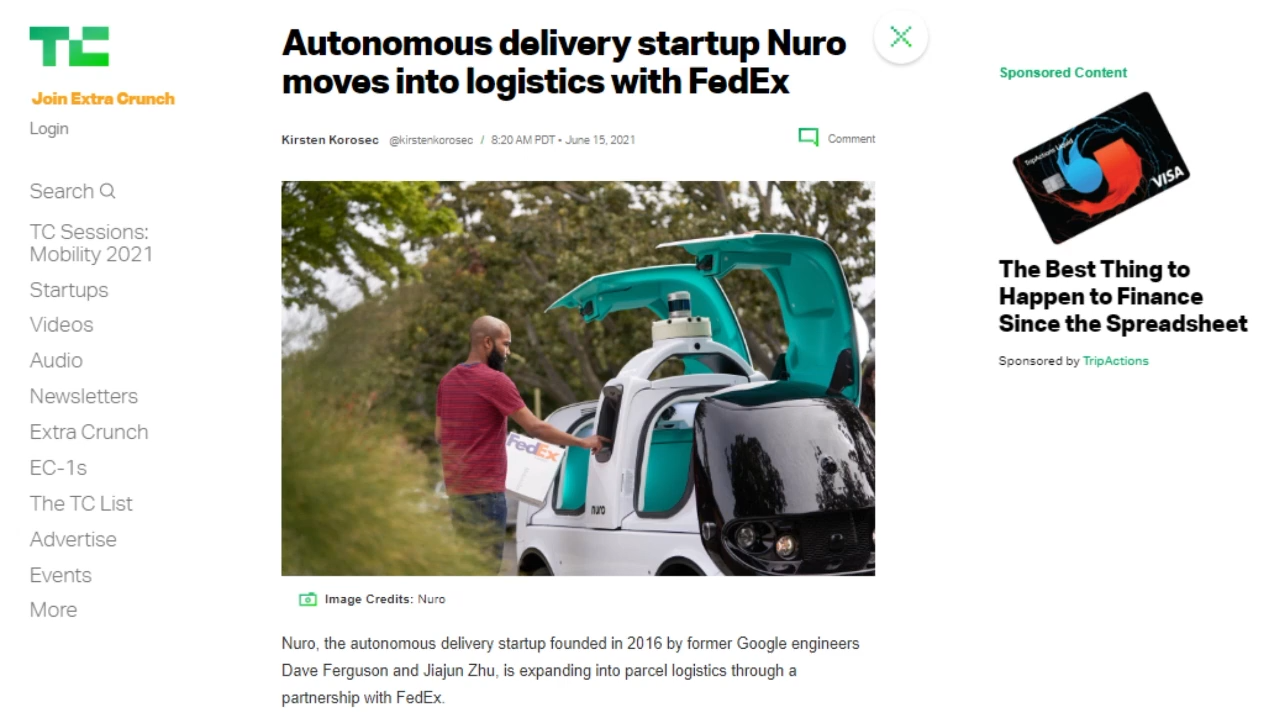 TC
Join Extra Crunch
Login
Search
TC Sessions:
Mobility 2021
Startups
Videos
Audio
Newsletters
Extra Crunch
EC-1s
The TC List
Advertise
Events
More
Autonomous delivery startup Nuro
moves into logistics with FedEx
Kirsten Korosec @kirstenkorosec / 8:20 AM PDT • June 15, 2021
Comment
FedEx
nuro
Image Credits: Nuro
Nuro, the autonomous delivery startup founded in 2016 by former Google engineers
Dave Ferguson and Jiajun Zhu, is expanding into parcel logistics through a
partnership with FedEx.
Sponsored Content
TripActions Liquid
VISA
The Best Thing to
Happen to Finance
Since the Spreadsheet
Sponsored by TripActions